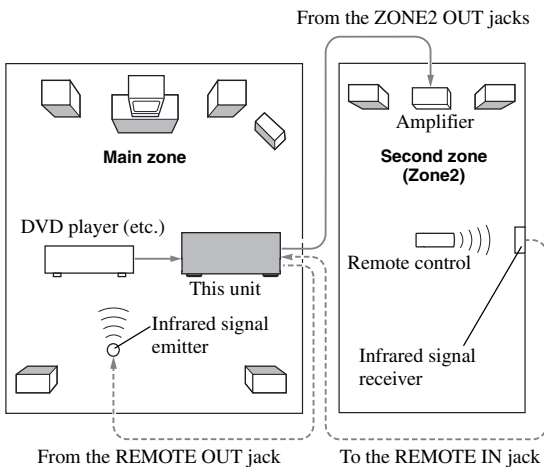 From the ZONE2 OUT jacks
Main zone
DVD player (etc.)
This unit
Infrared signal
emitter
Amplifier
Second zone
(Zone2)
Remote control
Infrared signal
receiver
From the REMOTE OUT jack
To the REMOTE IN jack